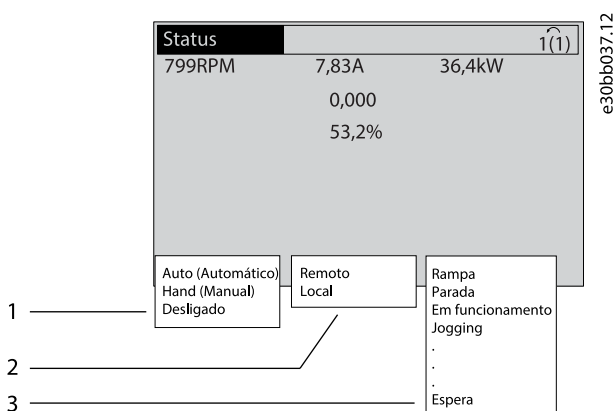 Status 1(1)
799RPM 7,83A 36,4kW
0,000
53,2%
Auto (Automático)
Hand (Manual)
Desligado
Remoto
Local
Rampa
Parada
Em funcionamento
Jogging
.
.
.
Espera
1
2
3
e30bb037.12